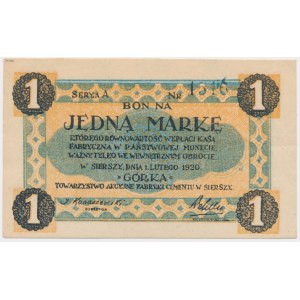 SERYA A Nº 1516
BON NA
1 JEDNĄ MARKĘ 1
KTÓREGO RÓWNOWARTOŚĆ WYPŁACI KASA
FABRYCZNA W PAŃSTWOWEJ MONECIE
WAŻNY TYLKO WE WEWNĘTRZNYM OBROCIE
W SIERSZY, DNIA 1. LUTEGO 1920
"GÓRKA"
1 TOWARZYSTWO AKCYJNE FABRYKI CEMENTU W SIERSZY. 1